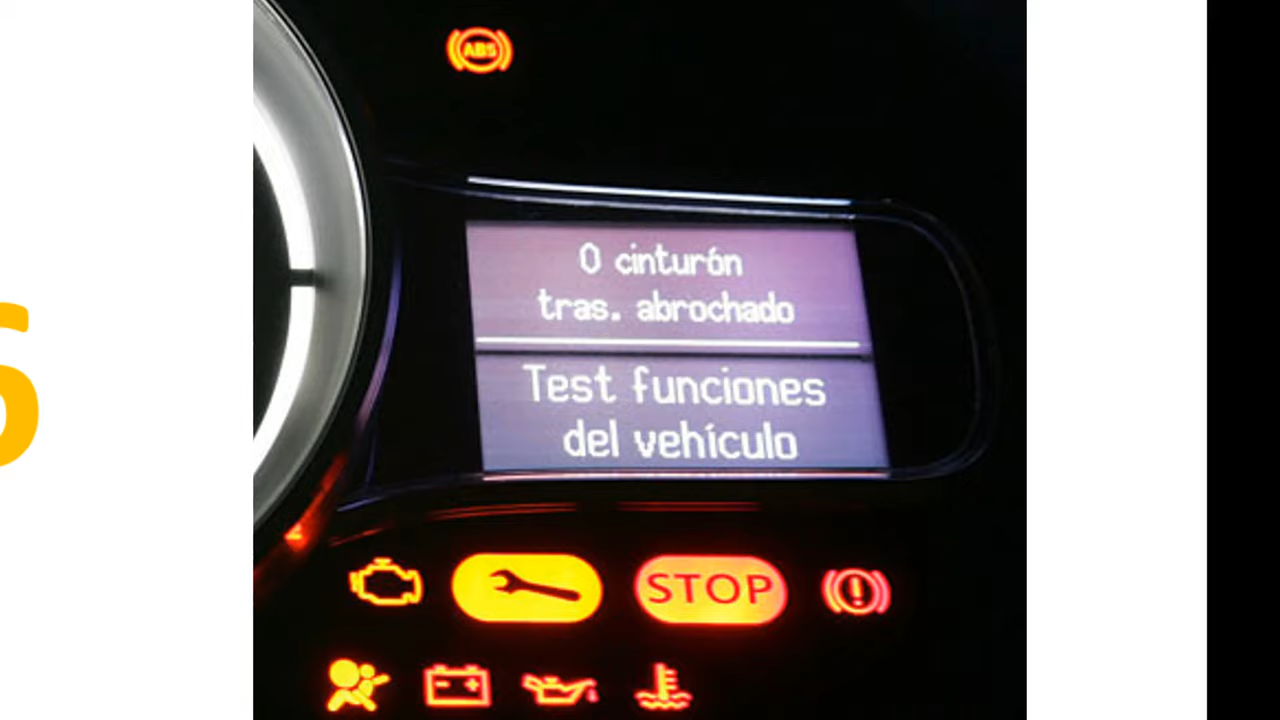 ABS
0 cinturón
tras. abrochado
Test funciones
del vehículo
STOP